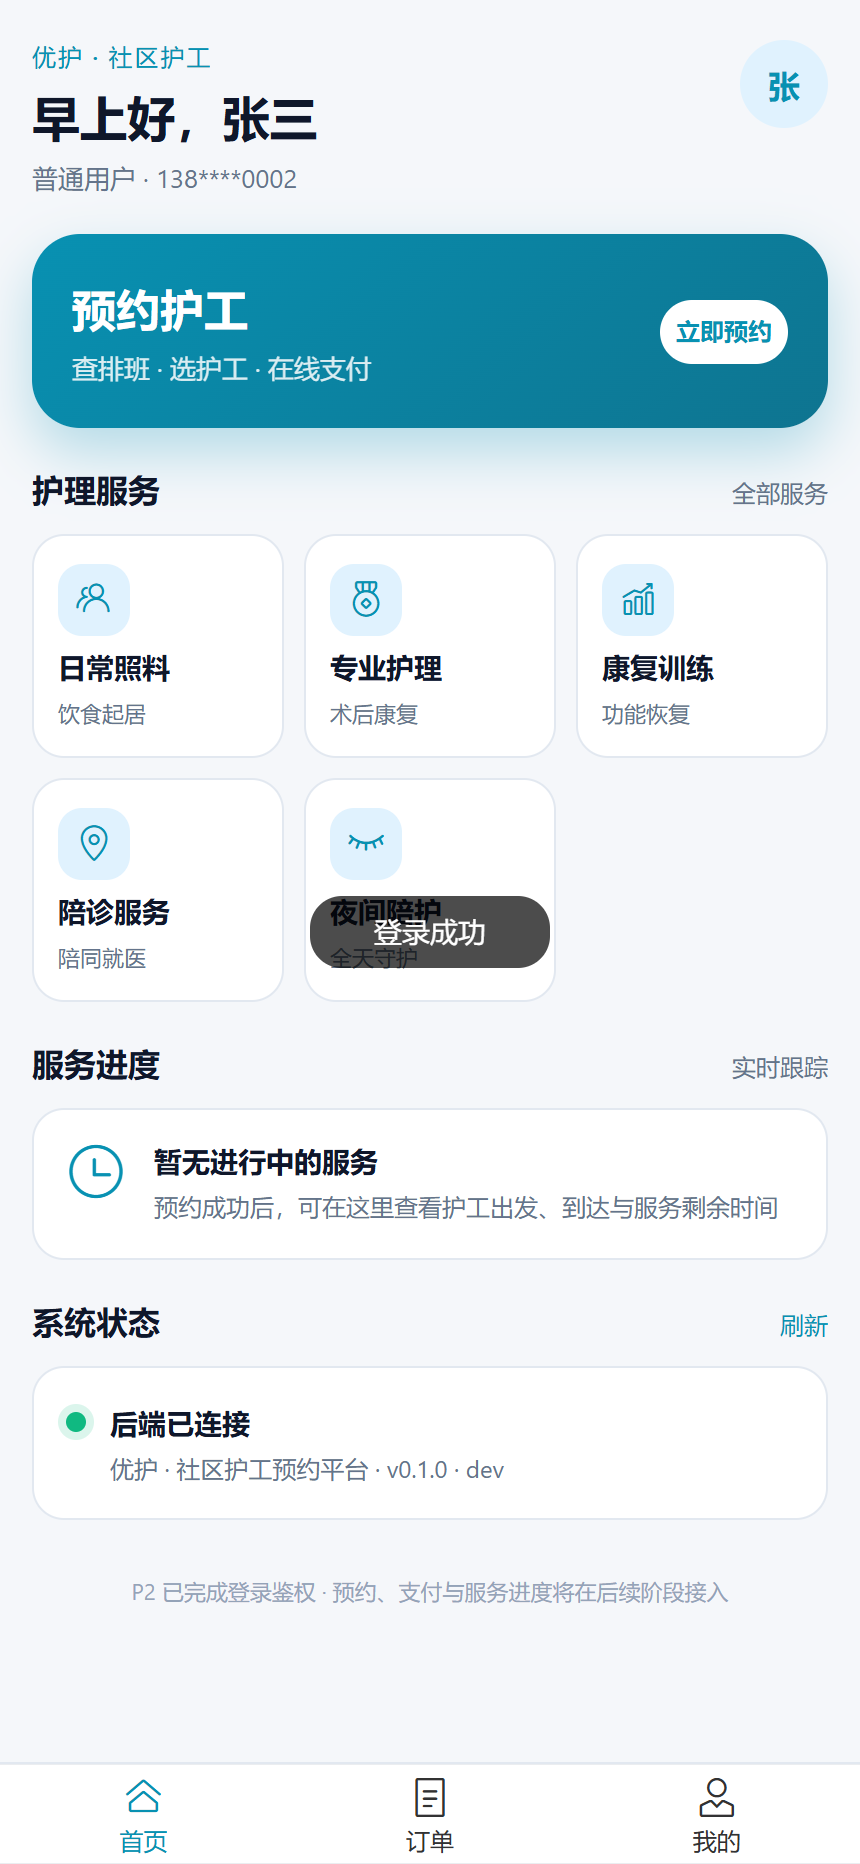 优护 · 社区护工
早上好，张三
张
普通用户 · 138****0002
预约护工
查排班 · 选护工 · 在线支付
立即预约
护理服务
全部服务
日常照料
饮食起居
专业护理
术后康复
康复训练
功能恢复
陪诊服务
陪同就医
夜间陪护
全天守护
登录成功
服务进度
实时跟踪
暂无进行中的服务
预约成功后，可在这里查看护工出发、到达与服务剩余时间
系统状态
刷新
后端已连接
优护 · 社区护工预约平台 · v0.1.0 · dev
P2 已完成登录鉴权 · 预约、支付与服务进度将在后续阶段接入
首页
订单
我的